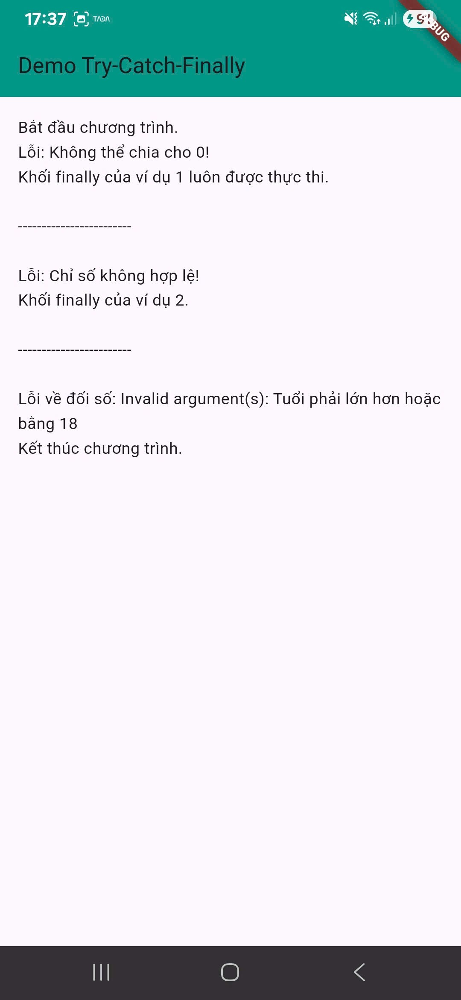 17:37 TADA
Demo Try-Catch-Finally
Bắt đầu chương trình.
Lỗi: Không thể chia cho 0!
Khối finally của ví dụ 1 luôn được thực thi.
------------------------
Lỗi: Chỉ số không hợp lệ!
Khối finally của ví dụ 2.
------------------------
Lỗi về đối số: Invalid argument(s): Tuổi phải lớn hơn hoặc
bằng 18
Kết thúc chương trình.